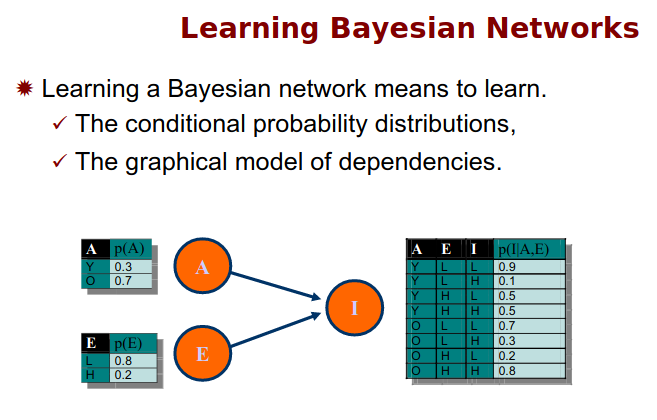 Learning Bayesian Networks
Learning a Bayesian network means to learn.
The conditional probability distributions,
The graphical model of dependencies.
A p(A)
Y 0.3
O 0.7
E p(E)
L 0.8
H 0.2
A
E
I
A E I p(I|A,E)
Y L L 0.9
Y L H 0.1
Y H L 0.5
Y H H 0.5
O L L 0.7
O L H 0.3
O H L 0.2
O H H 0.8